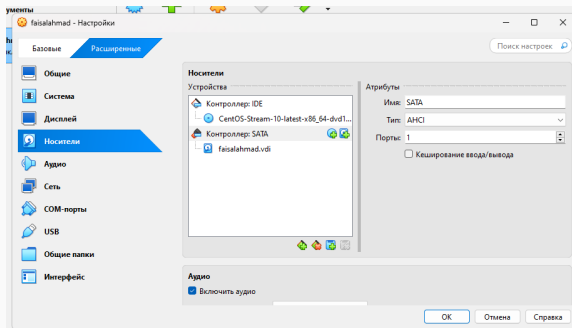 ументы
faisalahmad - Настройки
Базовые Расширенные
Поиск настроек
Общие
Система
Дисплей
Носители
Аудио
Сеть
COM-порты
USB
Общие папки
Интерфейс
Носители
Устройства
Контроллер: IDE
CentOS-Stream-10-latest-x86_64-dvd1...
Контроллер: SATA
faisalahmad.vdi
Атрибуты
Имя: SATA
Тип: AHCI
Порты: 1
Кеширование ввода/вывода
Аудио
Включить аудио
OK Отмена Справка